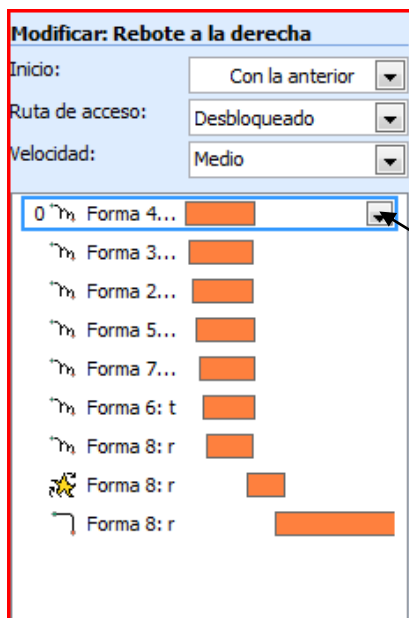 Modificar: Rebote a la derecha
Inicio: Con la anterior
Ruta de acceso: Desbloqueado
Velocidad: Medio
0 Forma 4...
Forma 3...
Forma 2...
Forma 5...
Forma 7...
Forma 6: t
Forma 8: r
Forma 8: r
Forma 8: r